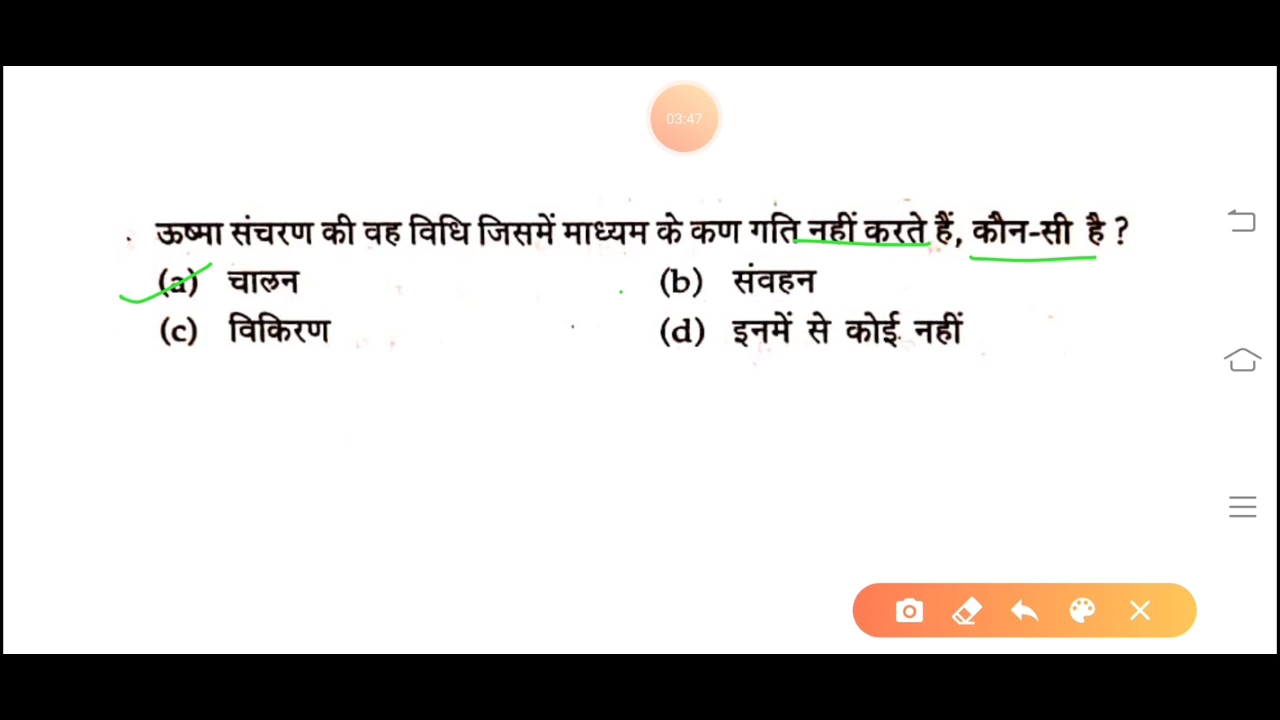 03:47
ऊष्मा संचरण की वह विधि जिसमें माध्यम के कण गति नहीं करते हैं, कौन-सी है ?
(a) चालन (b) संवहन
(c) विकिरण (d) इनमें से कोई नहीं